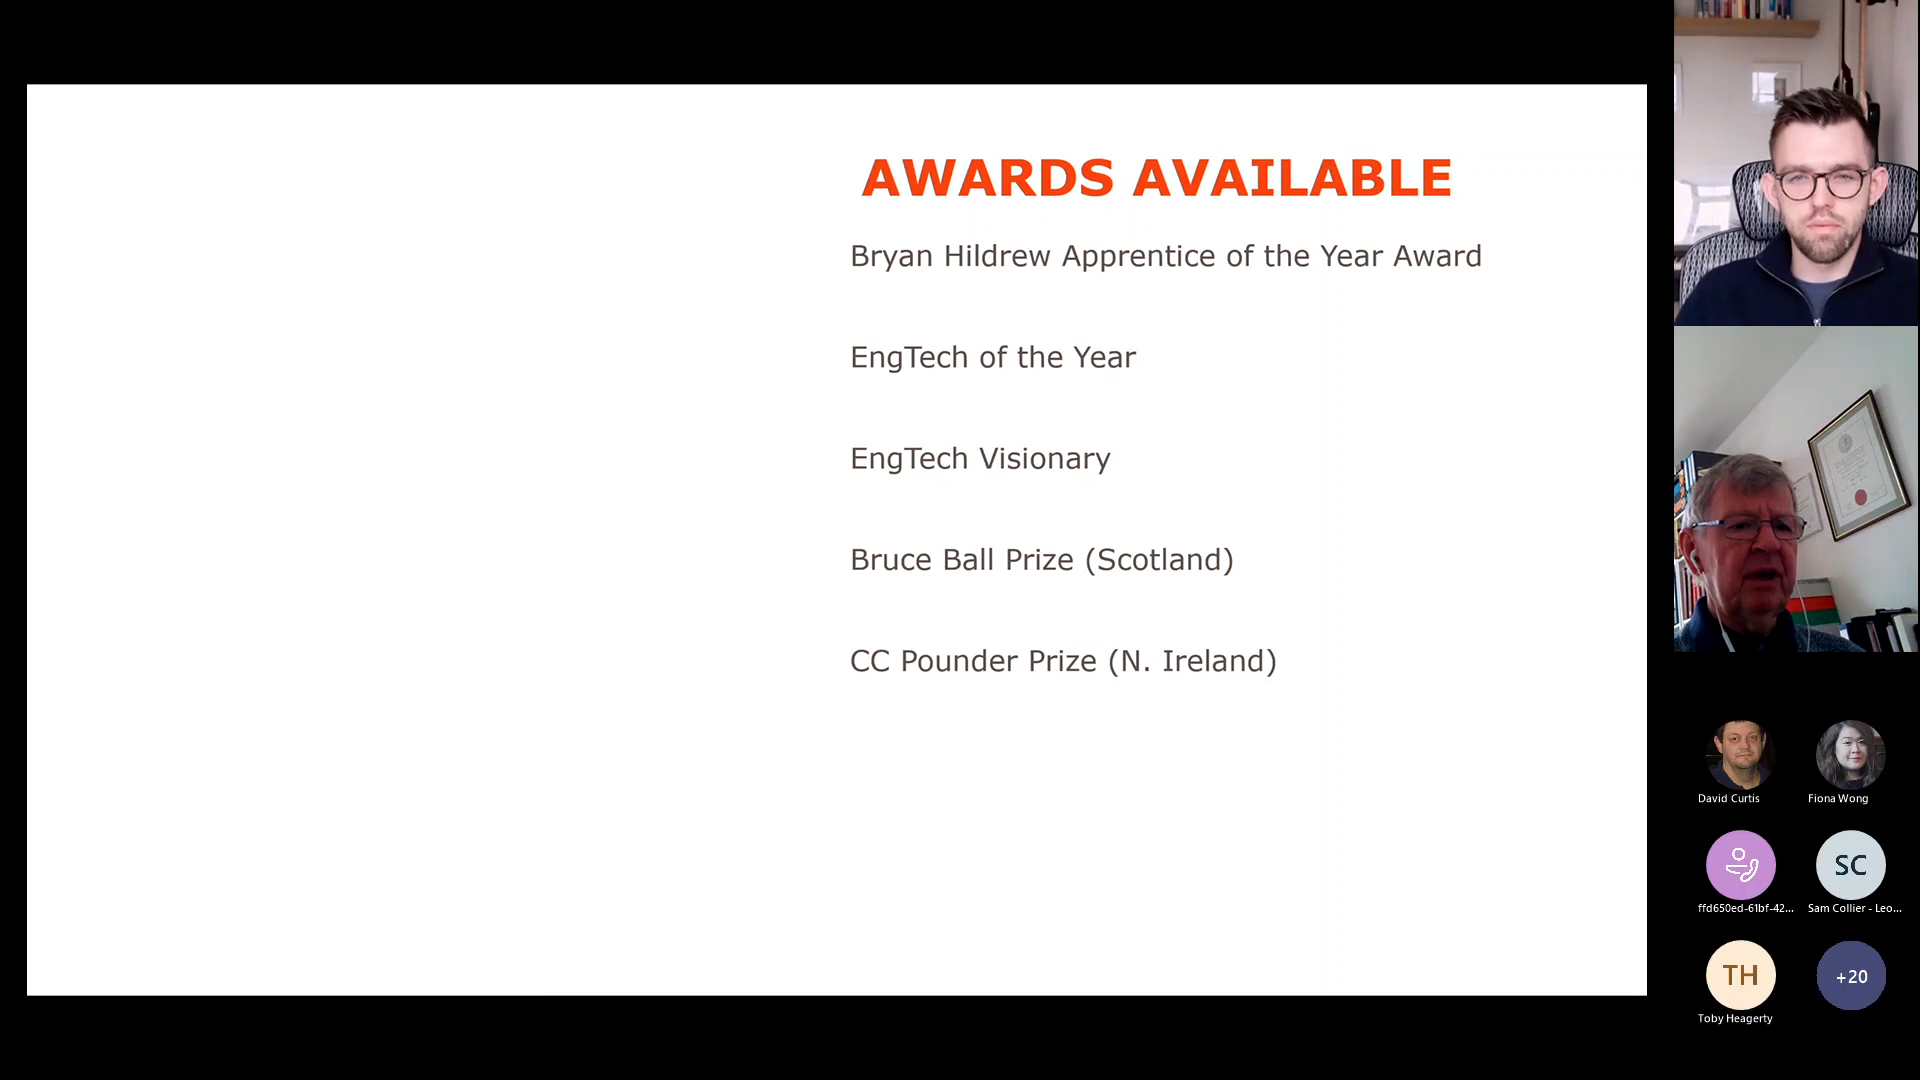 AWARDS AVAILABLE
Bryan Hildrew Apprentice of the Year Award
EngTech of the Year
EngTech Visionary
Bruce Ball Prize (Scotland)
CC Pounder Prize (N. Ireland)
David Curtis
Fiona Wong
ffd650ed-61bf-42...
SC
Sam Collier - Leo...
TH
+20
Toby Heagerty